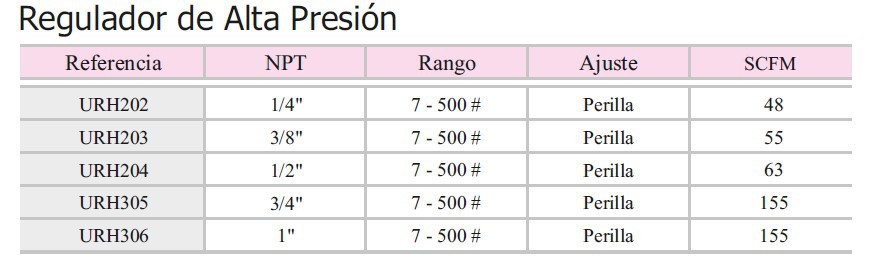 Regulador de Alta Presión
Referencia NPT Rango Ajuste SCFM
URH202 1/4" 7 - 500 # Perilla 48
URH203 3/8" 7 - 500 # Perilla 55
URH204 1/2" 7 - 500 # Perilla 63
URH305 3/4" 7 - 500 # Perilla 155
URH306 1" 7 - 500 # Perilla 155